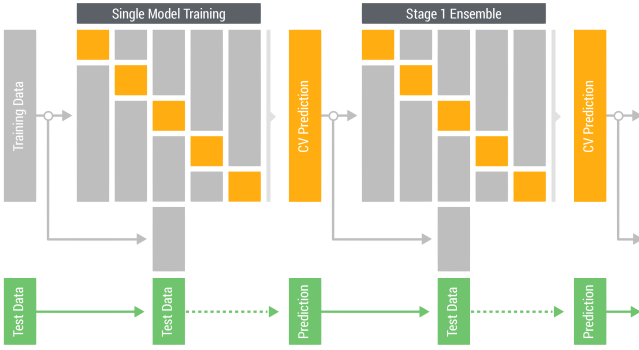 Single Model Training
Stage 1 Ensemble
Training Data
CV Prediction
CV Prediction
Test Data
Test Data
Prediction
Test Data
Prediction